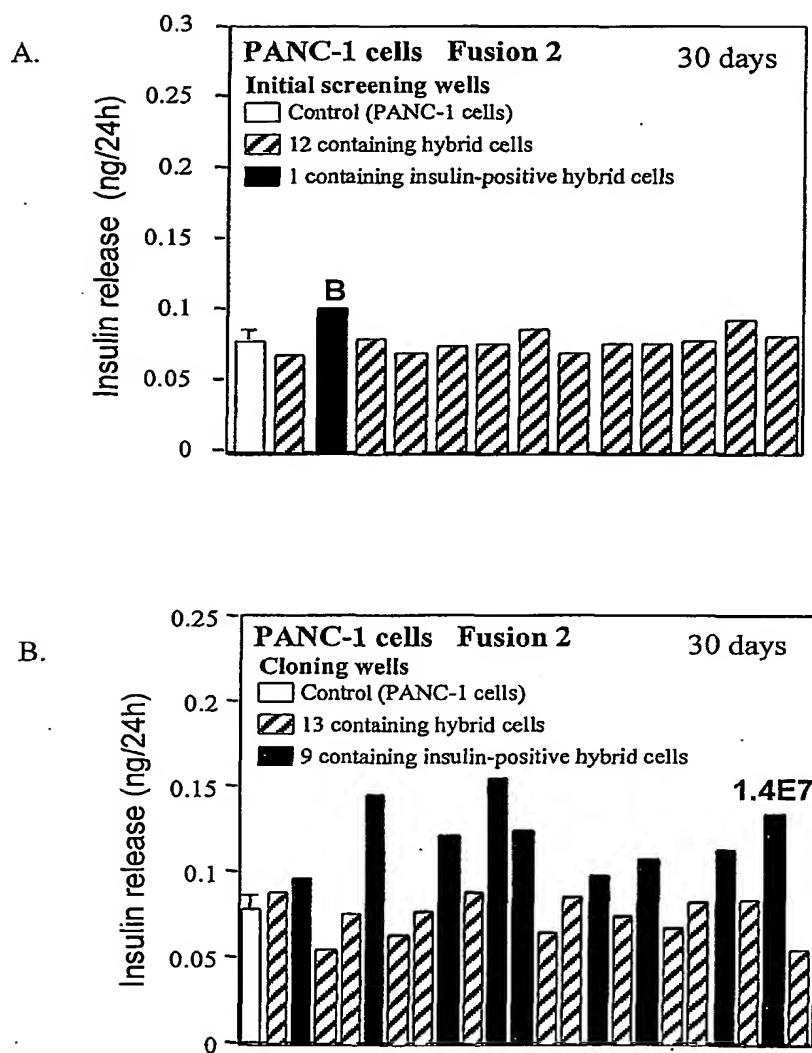 A.
PANC-1 cells Fusion 2 30 days
Initial screening wells
Control (PANC-1 cells)
12 containing hybrid cells
1 containing insulin-positive hybrid cells
Insulin release (ng/24h)
0.3
0.25
0.2
0.15
0.1
0.05
0
B
B.
PANC-1 cells Fusion 2 30 days
Cloning wells
Control (PANC-1 cells)
13 containing hybrid cells
9 containing insulin-positive hybrid cells
Insulin release (ng/24h)
0.25
0.2
0.15
0.1
0.05
0
1.4E7